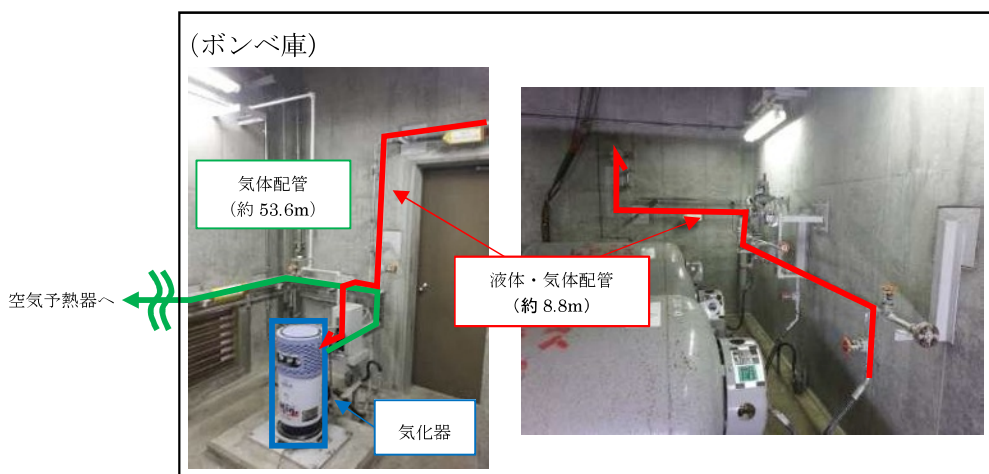 (ボンベ庫)
気体配管
(約 53.6m)
液体・気体配管
(約 8.8m)
空気予熱器へ
気化器